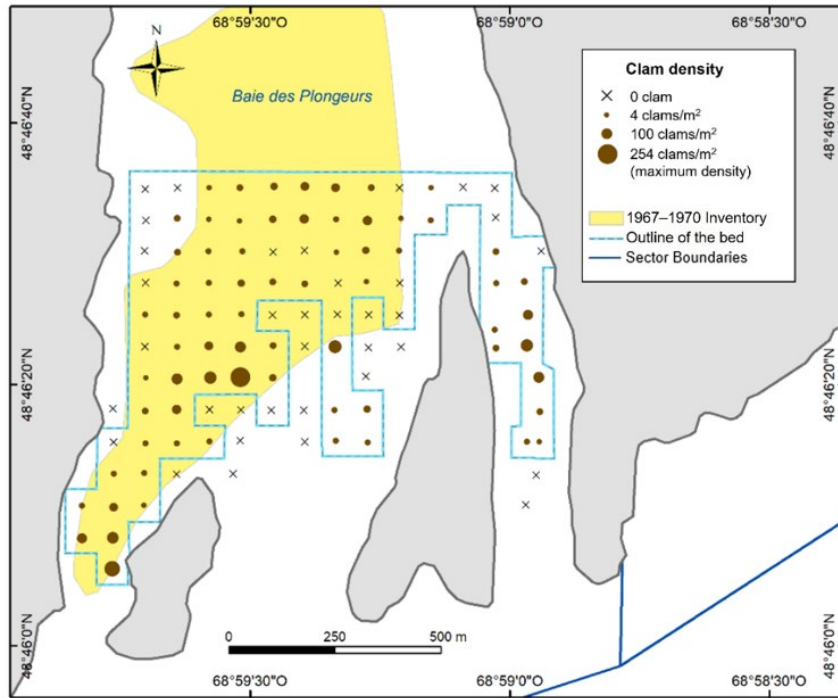 68°59'30"O 68°59'0"O 68°58'30"O
N
Baie des Plongeurs
Clam density
0 clam
4 clams/m²
100 clams/m²
254 clams/m²
(maximum density)
1967–1970 Inventory
Outline of the bed
Sector Boundaries
48°46'40"N 48°46'40"N
48°46'20"N 48°46'20"N
48°46'0"N 48°46'0"N
0 250 500 m
68°59'30"O 68°59'0"O 68°58'30"O